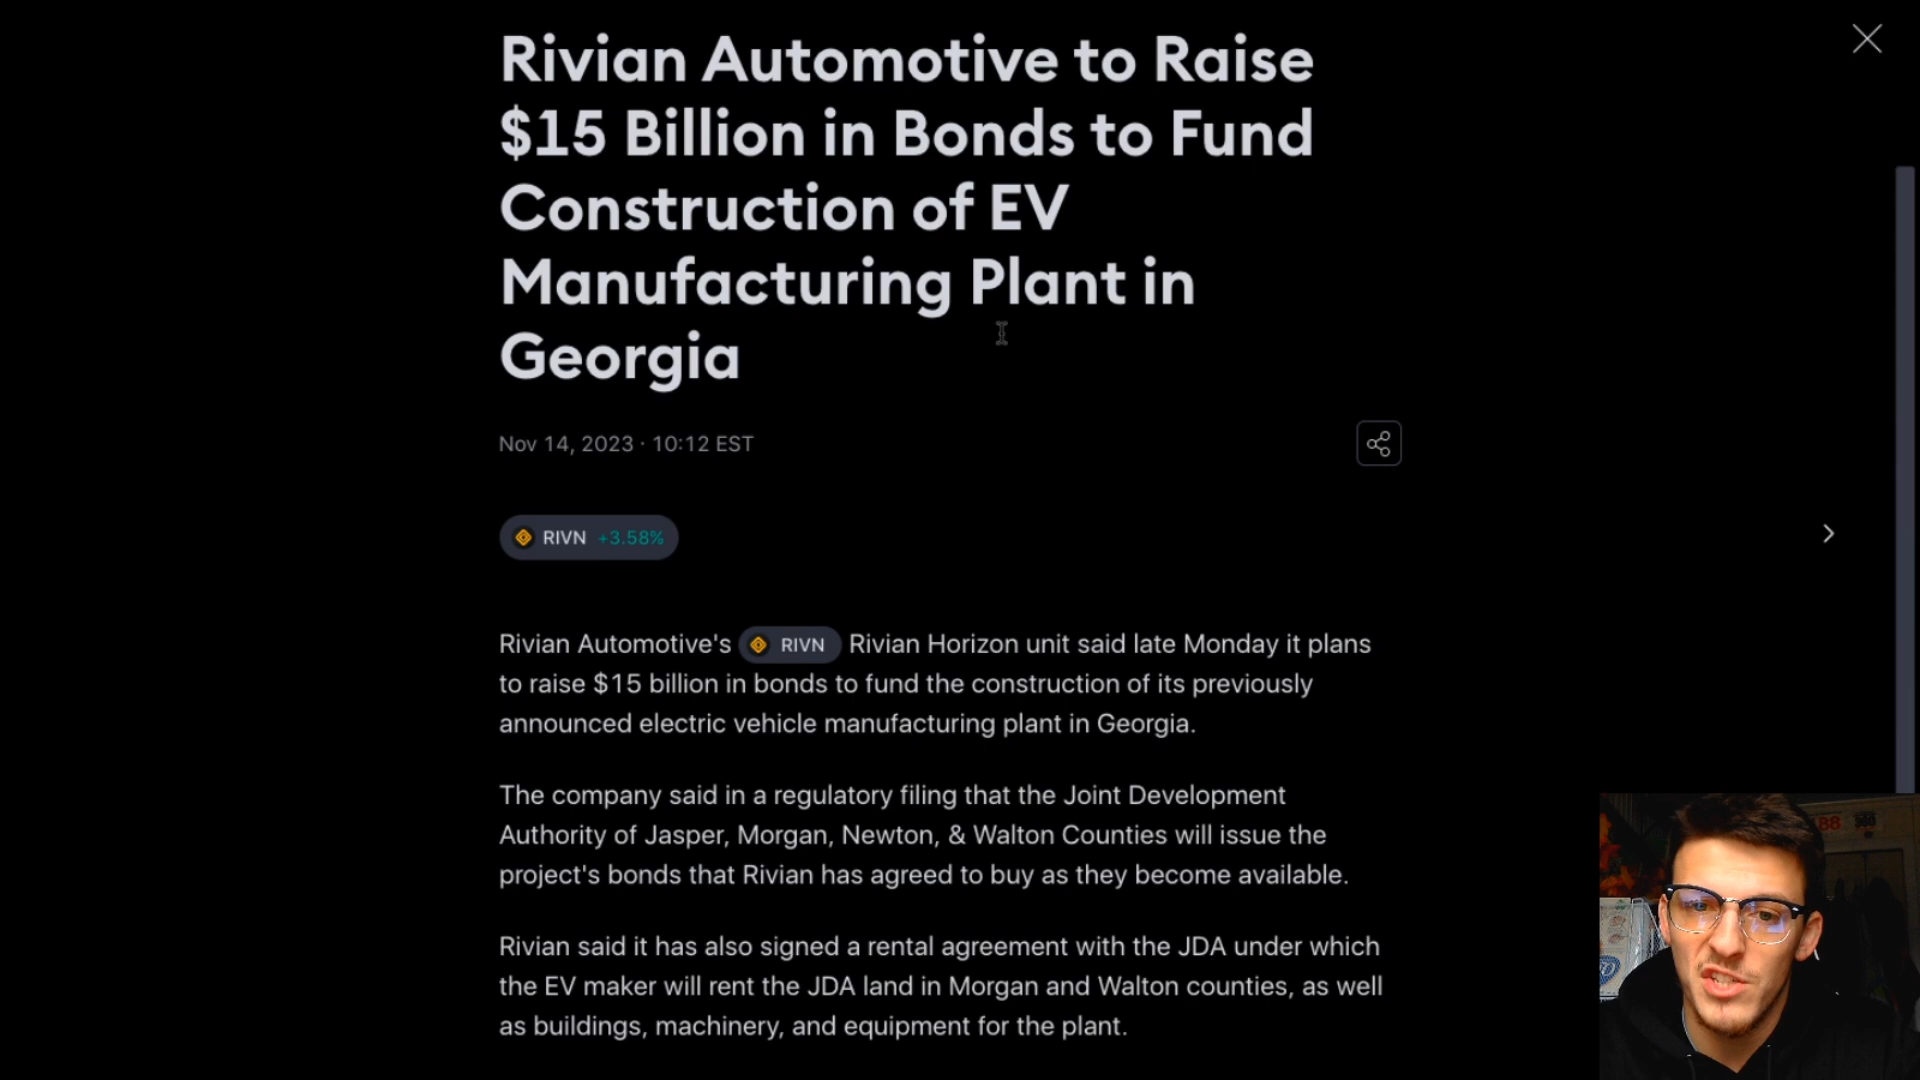 Rivian Automotive to Raise
$15 Billion in Bonds to Fund
Construction of EV
Manufacturing Plant in
Georgia
Nov 14, 2023 · 10:12 EST
RIVN +3.58%
Rivian Automotive's RIVN Rivian Horizon unit said late Monday it plans
to raise $15 billion in bonds to fund the construction of its previously
announced electric vehicle manufacturing plant in Georgia.
The company said in a regulatory filing that the Joint Development
Authority of Jasper, Morgan, Newton, & Walton Counties will issue the
project's bonds that Rivian has agreed to buy as they become available.
Rivian said it has also signed a rental agreement with the JDA under which
the EV maker will rent the JDA land in Morgan and Walton counties, as well
as buildings, machinery, and equipment for the plant.